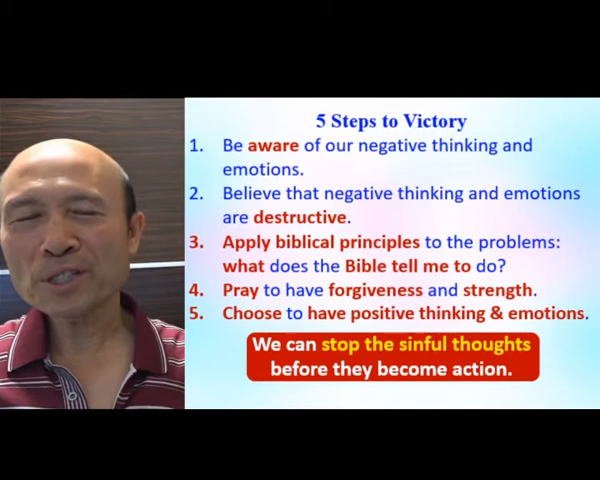 5 Steps to Victory
1. Be aware of our negative thinking and
emotions.
2. Believe that negative thinking and emotions
are destructive.
3. Apply biblical principles to the problems:
what does the Bible tell me to do?
4. Pray to have forgiveness and strength.
5. Choose to have positive thinking & emotions.
We can stop the sinful thoughts
before they become action.